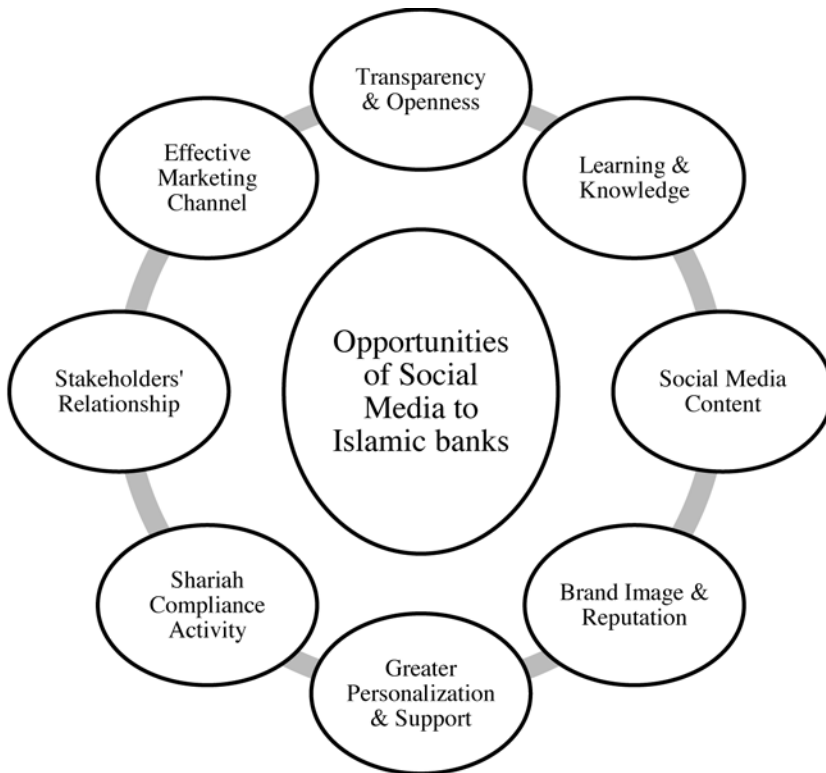 Transparency
& Openness
Learning &
Knowledge
Social Media
Content
Brand Image &
Reputation
Greater
Personalization
& Support
Shariah
Compliance
Activity
Stakeholders'
Relationship
Effective
Marketing
Channel
Opportunities
of Social
Media to
Islamic banks